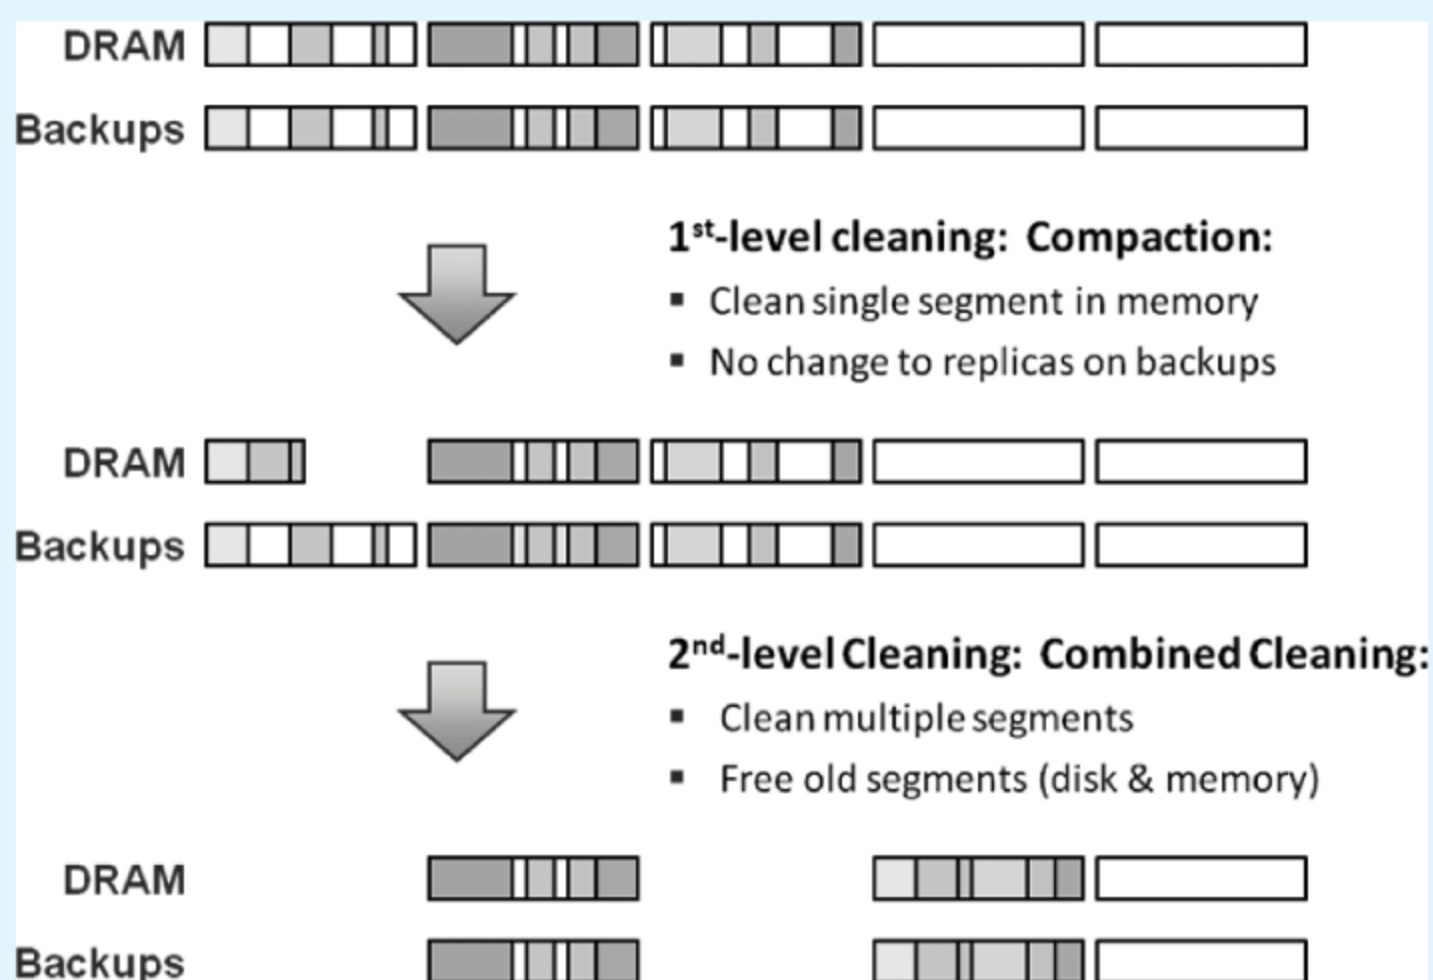 DRAM
Backups
1st-level cleaning: Compaction:
▪ Clean single segment in memory
▪ No change to replicas on backups
DRAM
Backups
2nd-level Cleaning: Combined Cleaning:
▪ Clean multiple segments
▪ Free old segments (disk & memory)
DRAM
Backups